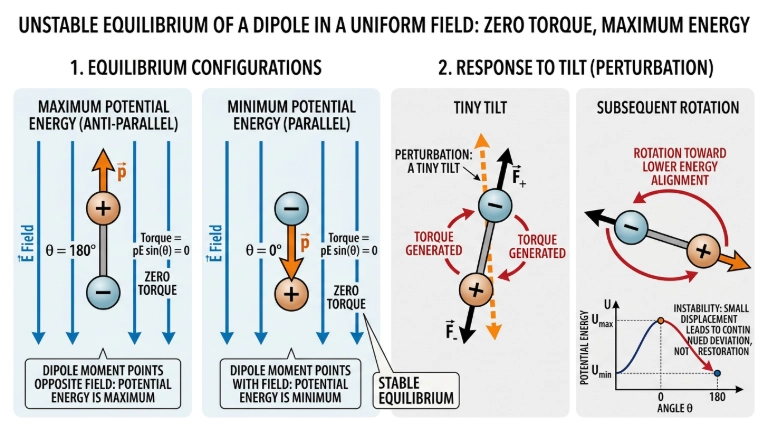 UNSTABLE EQUILIBRIUM OF A DIPOLE IN A UNIFORM FIELD: ZERO TORQUE, MAXIMUM ENERGY
1. EQUILIBRIUM CONFIGURATIONS
MAXIMUM POTENTIAL
ENERGY (ANTI-PARALLEL)
p⃗
+
E⃗ Field
θ = 180°
Torque =
pE sin(θ) = 0
ZERO
TORQUE
−
DIPOLE MOMENT POINTS
OPPOSITE FIELD: POTENTIAL
ENERGY IS MAXIMUM
MINIMUM POTENTIAL
ENERGY (PARALLEL)
−
E⃗ Field
θ = 0°
p⃗
Torque =
pE sin(θ) = 0
+
ZERO
TORQUE
DIPOLE MOMENT POINTS
WITH FIELD: POTENTIAL
ENERGY IS MINIMUM
STABLE
EQUILIBRIUM
2. RESPONSE TO TILT (PERTURBATION)
TINY TILT
PERTURBATION:
A TINY TILT
F⃗₊
−
TORQUE
GENERATED
TORQUE
GENERATED
+
F⃗₋
SUBSEQUENT ROTATION
ROTATION TOWARD
LOWER ENERGY
ALIGNMENT
−
+
U
INSTABILITY: SMALL
DISPLACEMENT
LEADS TO CONTIN
NUED DEVIATION,
NOT RESTORATION
POTENTIAL ENERGY
Umax
Umin
0
180
ANGLE θ